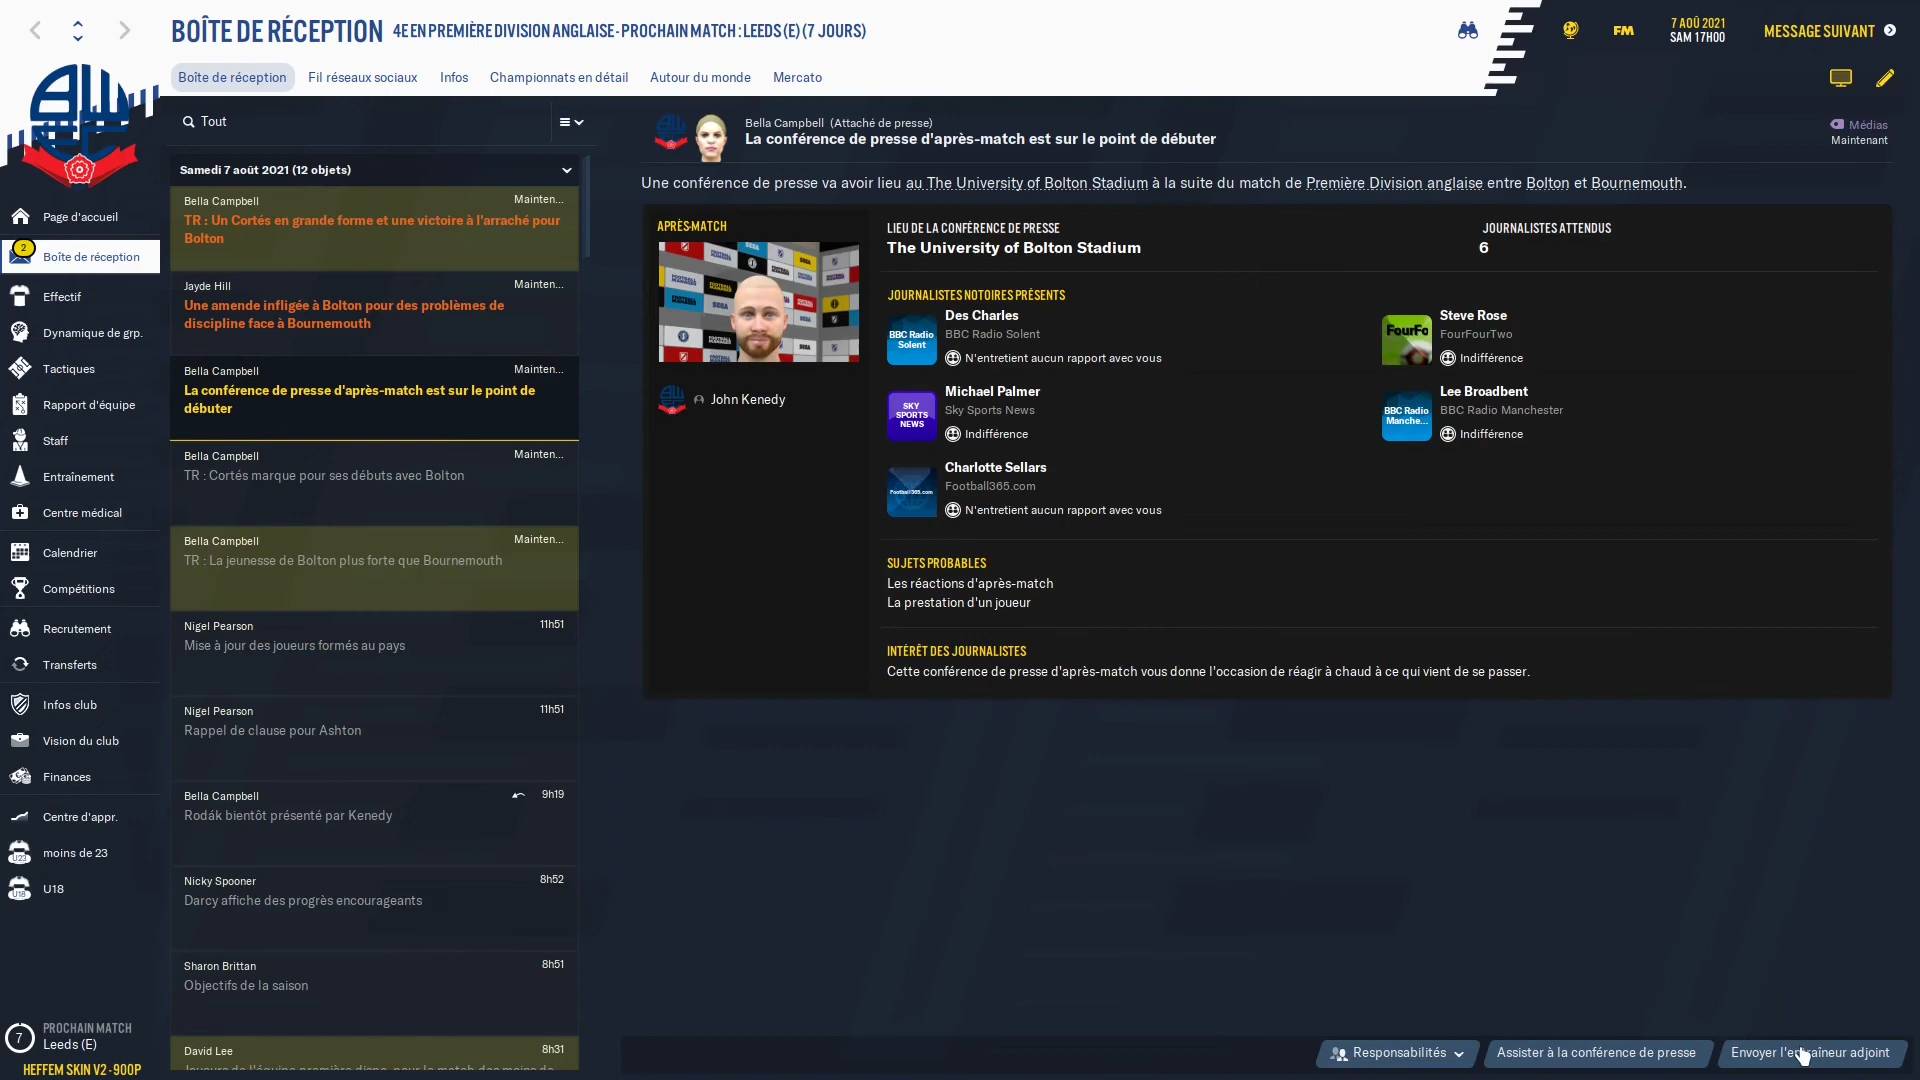 BOÎTE DE RÉCEPTION
4E EN PREMIÈRE DIVISION ANGLAISE - PROCHAIN MATCH : LEEDS (E) (7 JOURS)
FM
7 AOÛ 2021
SAM 17H00
MESSAGE SUIVANT
Boîte de réception
Fil réseaux sociaux
Infos
Championnats en détail
Autour du monde
Mercato
Page d'accueil
2
Boîte de réception
Effectif
Dynamique de grp.
Tactiques
Rapport d'équipe
Staff
Entraînement
Centre médical
Calendrier
Compétitions
Recrutement
Transferts
Infos club
Vision du club
Finances
Centre d'appr.
U23
moins de 23
U18
U18
7
PROCHAIN MATCH
Leeds (E)
HEFFEM SKIN V2 - 900P
Tout
Samedi 7 août 2021 (12 objets)
Bella Campbell
Mainten...
TR : Un Cortés en grande forme et une victoire à l'arraché pour
Bolton
Jayde Hill
Mainten...
Une amende infligée à Bolton pour des problèmes de
discipline face à Bournemouth
Bella Campbell
Mainten...
La conférence de presse d'après-match est sur le point de
débuter
Bella Campbell
Mainten...
TR : Cortés marque pour ses débuts avec Bolton
Bella Campbell
Mainten...
TR : La jeunesse de Bolton plus forte que Bournemouth
Nigel Pearson
11h51
Mise à jour des joueurs formés au pays
Nigel Pearson
11h51
Rappel de clause pour Ashton
Bella Campbell
9h19
Rodák bientôt présenté par Kenedy
Nicky Spooner
8h52
Darcy affiche des progrès encourageants
Sharon Brittan
8h51
Objectifs de la saison
David Lee
8h31
Bella Campbell (Attaché de presse)
La conférence de presse d'après-match est sur le point de débuter
Médias
Maintenant
Une conférence de presse va avoir lieu au The University of Bolton Stadium à la suite du match de Première Division anglaise entre Bolton et Bournemouth.
APRÈS-MATCH
John Kenedy
LIEU DE LA CONFÉRENCE DE PRESSE
The University of Bolton Stadium
JOURNALISTES ATTENDUS
6
JOURNALISTES NOTOIRES PRÉSENTS
BBC Radio
Solent
Des Charles
BBC Radio Solent
N'entretient aucun rapport avec vous
FourFo
Steve Rose
FourFourTwo
Indifférence
SKY
SPORTS
NEWS
Michael Palmer
Sky Sports News
Indifférence
BBC Radio
Manche...
Lee Broadbent
BBC Radio Manchester
Indifférence
Football365.com
Charlotte Sellars
Football365.com
N'entretient aucun rapport avec vous
SUJETS PROBABLES
Les réactions d'après-match
La prestation d'un joueur
INTÉRÊT DES JOURNALISTES
Cette conférence de presse d'après-match vous donne l'occasion de réagir à chaud à ce qui vient de se passer.
Responsabilités
Assister à la conférence de presse
Envoyer l'entraîneur adjoint